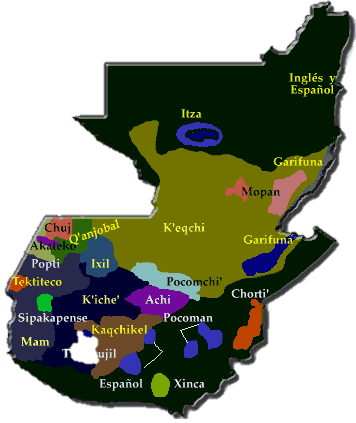 Inglés y
Español
Itza
Garifuna
Mopan
Chuj
Q'anjobal
K'eqchi
Akateko
Garifuna
Popti
Ixil
Tektiteco
Pocomchi'
Chorti'
K'iche'
Achi
Sipakapense
Pocoman
Kaqchikel
Mam
Español
Xinca